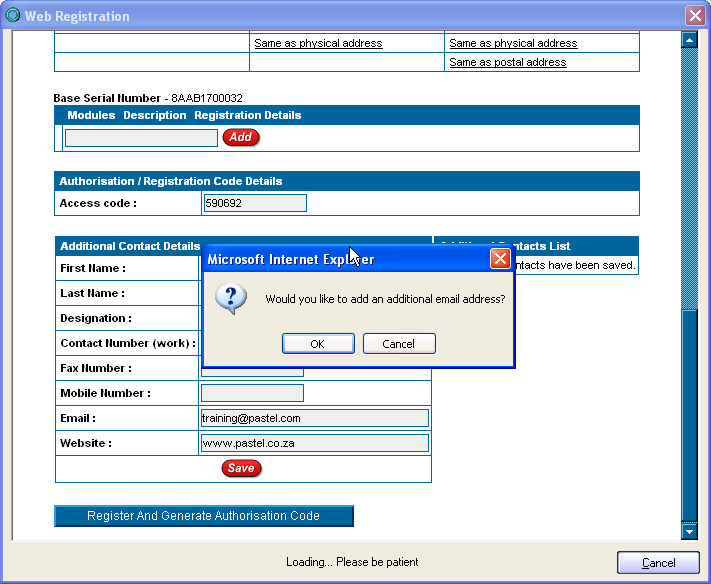 Web Registration
Same as physical address Same as physical address
Same as postal address
Base Serial Number - 8AAB1700032
Modules Description Registration Details
Add
Authorisation / Registration Code Details
Access code : 590692
Additional Contact Details Contacts List
First Name : ntacts have been saved.
Last Name :
Designation :
Contact Number (work) :
Fax Number :
Mobile Number :
Email : training@pastel.com
Website : www.pastel.co.za
Save
Microsoft Internet Explorer
Would you like to add an additional email address?
OK Cancel
Register And Generate Authorisation Code
Loading... Please be patient
Cancel